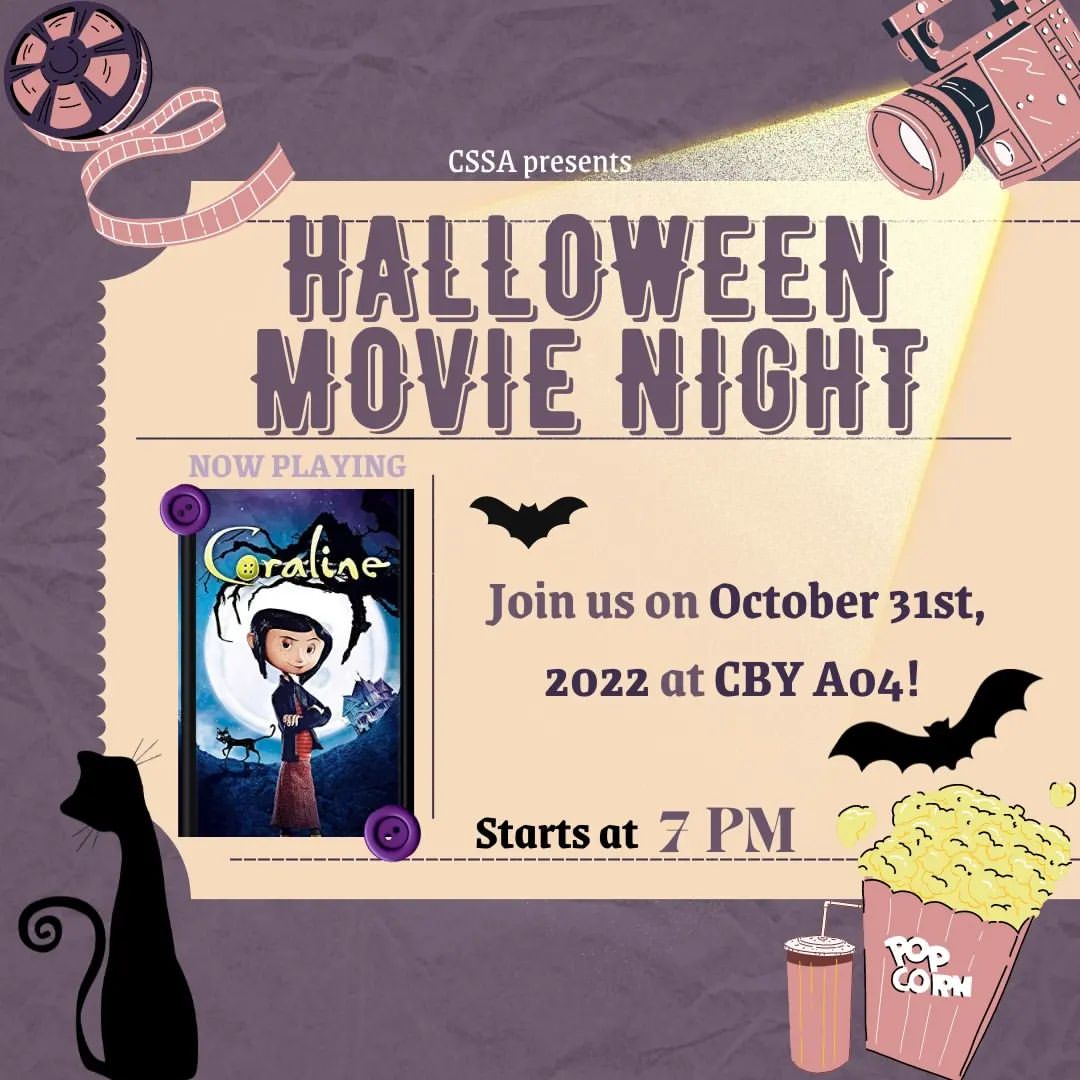 CSSA presents
HALLOWEEN
MOVIE NIGHT
NOW PLAYING
Coraline
Join us on October 31st,
2022 at CBY A04!
Starts at 7 PM
POP
CORN